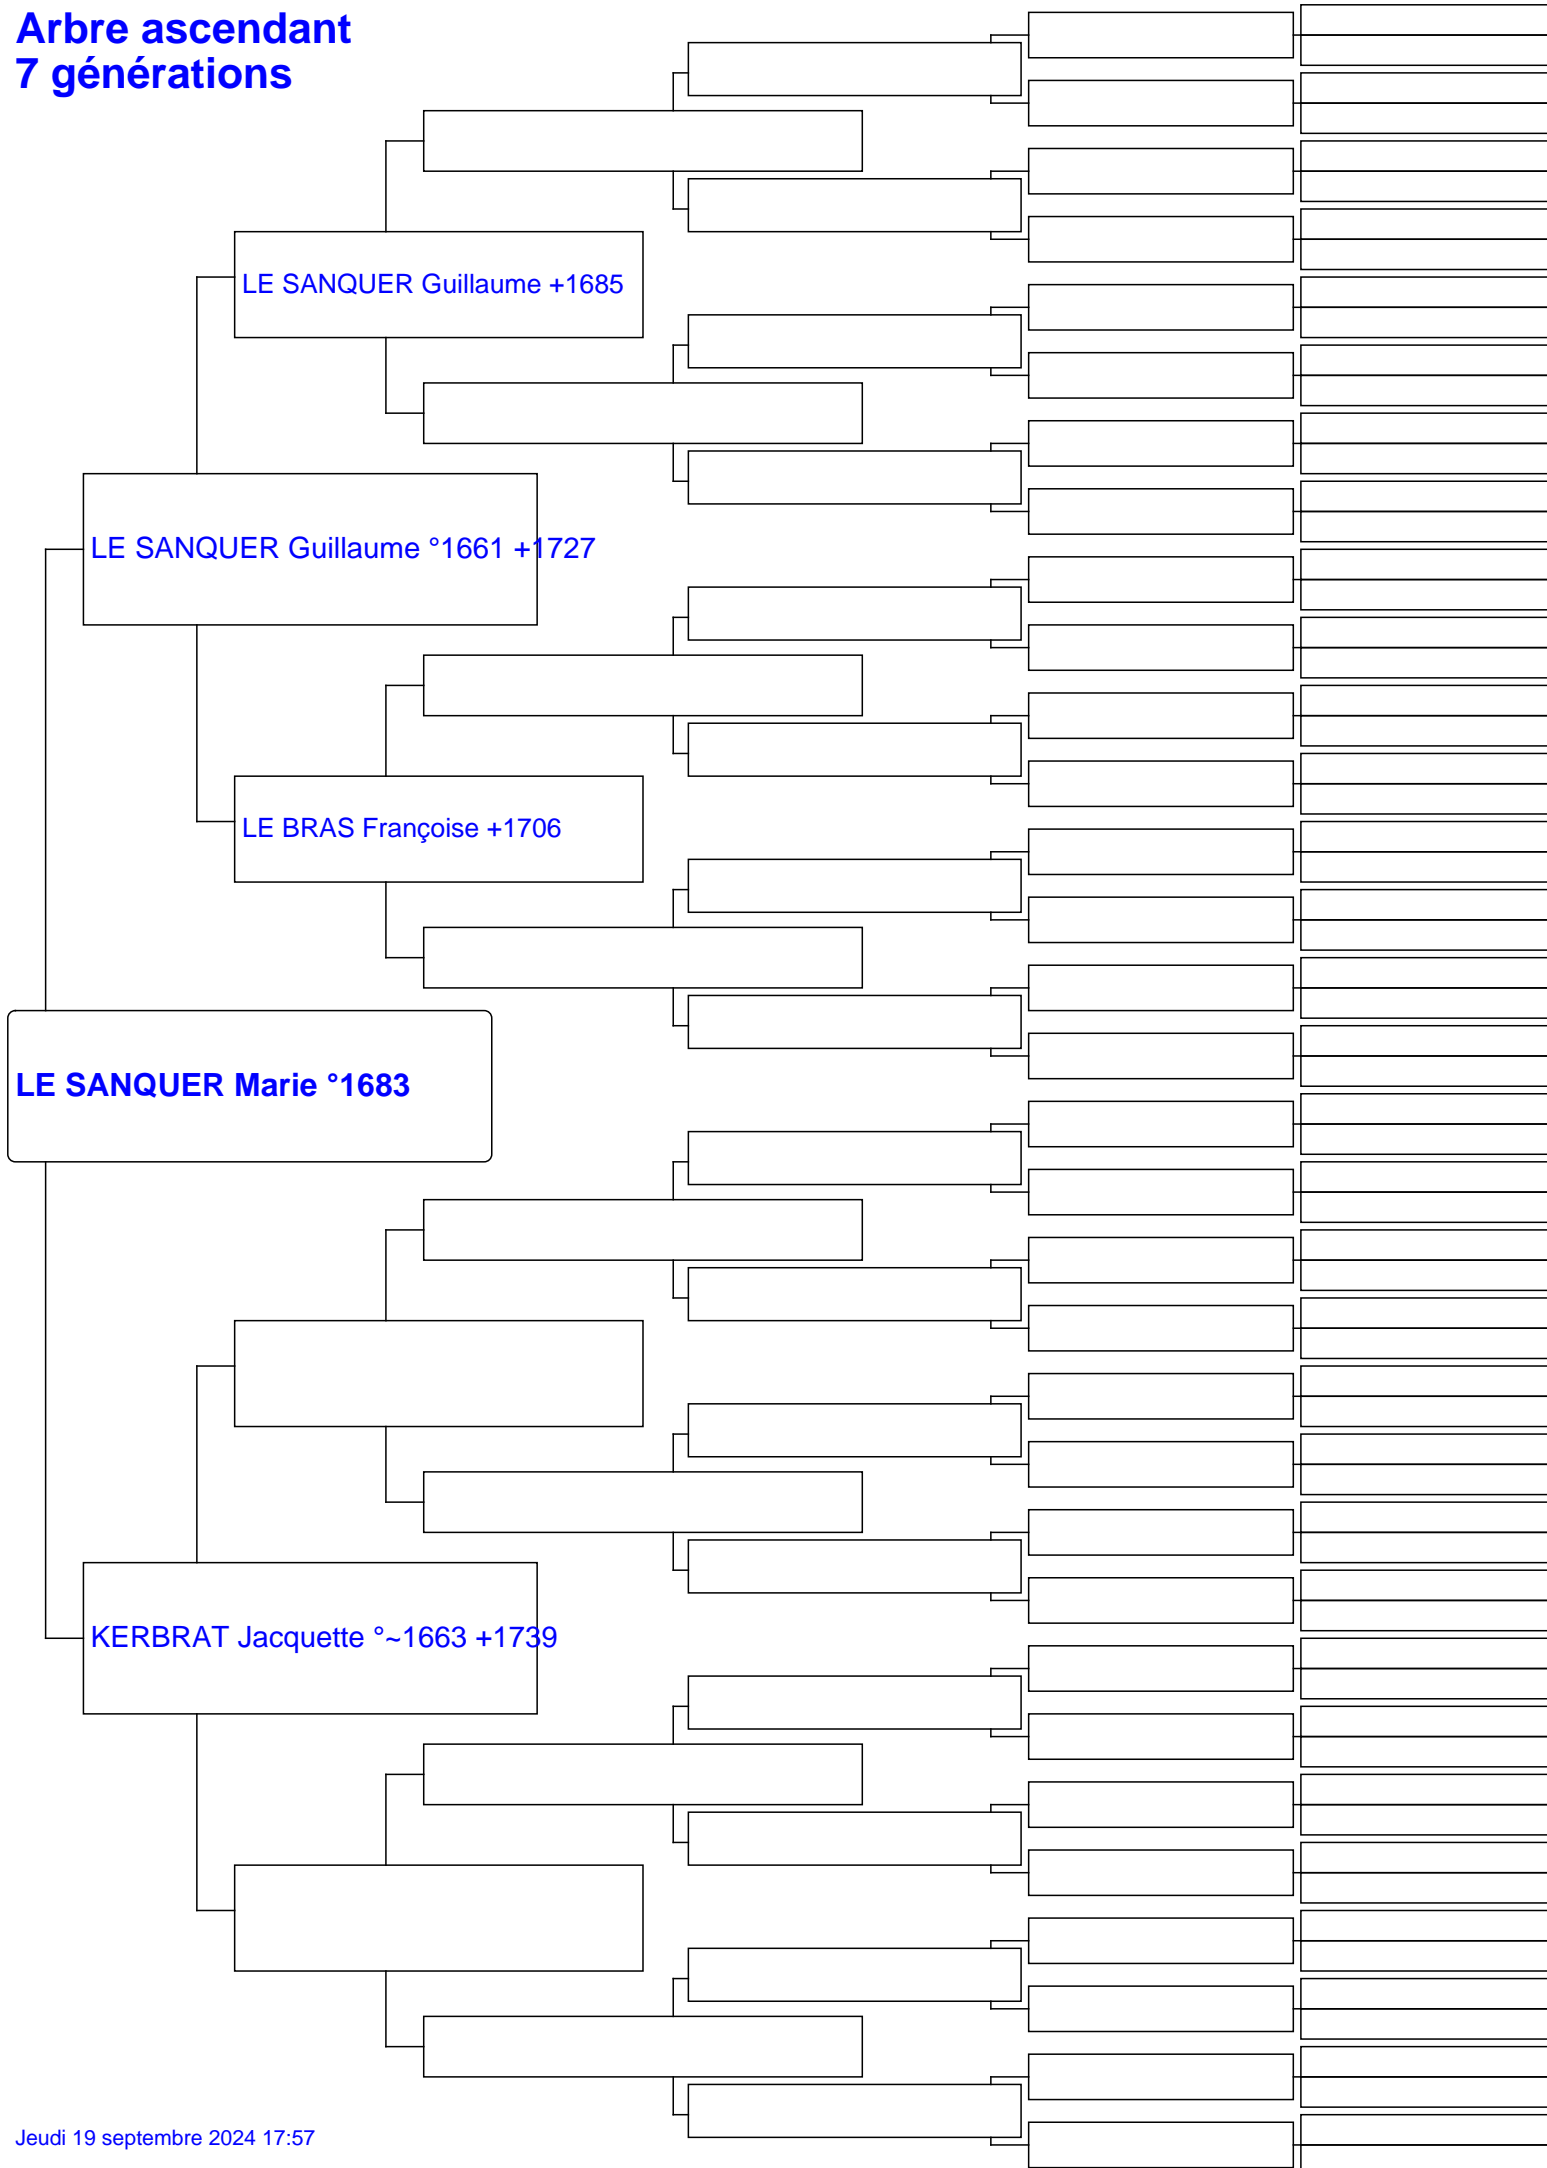 Arbre ascendant
7 générations
LE SANQUER Guillaume +1685
LE SANQUER Guillaume °1661 +1727
LE BRAS Françoise +1706
LE SANQUER Marie °1683
KERBRAT Jacquette °~1663 +1739
Jeudi 19 septembre 2024 17:57